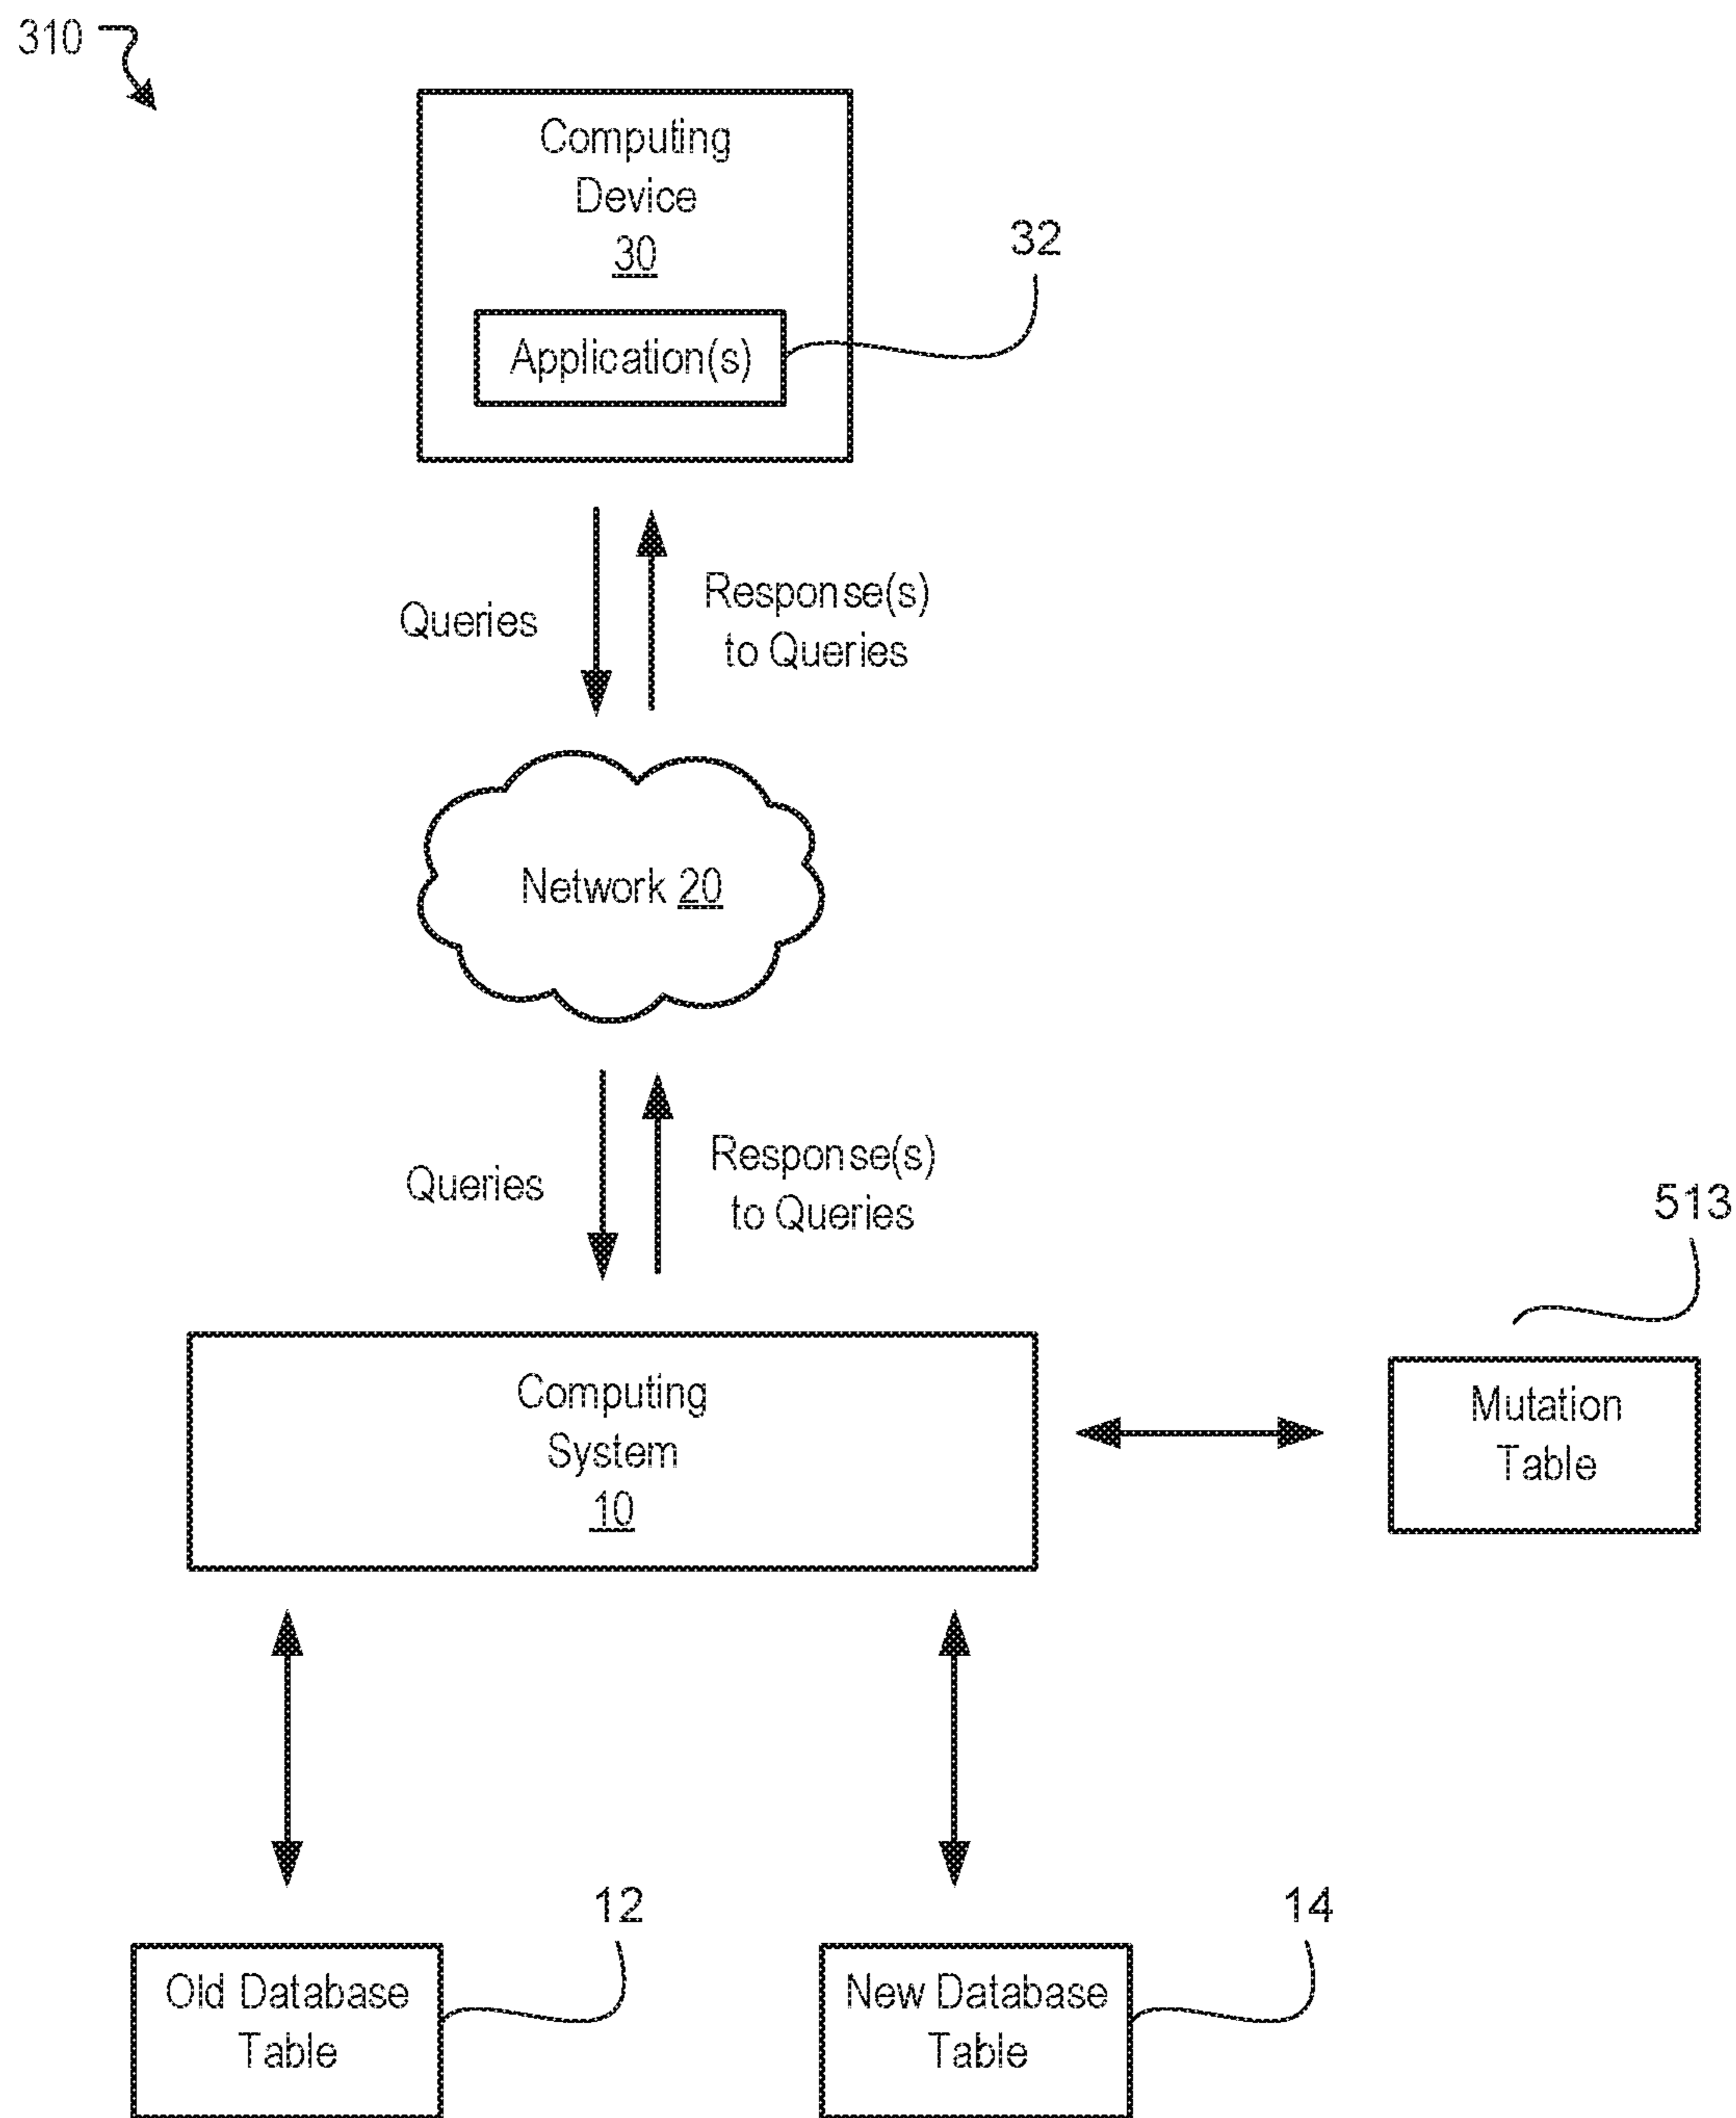 310
Computing
Device
30
32
Application(s)
Queries
Response(s)
to Queries
Network 20
Queries
Response(s)
to Queries
513
Computing
System
10
Mutation
Table
12
14
Old Database
Table
New Database
Table